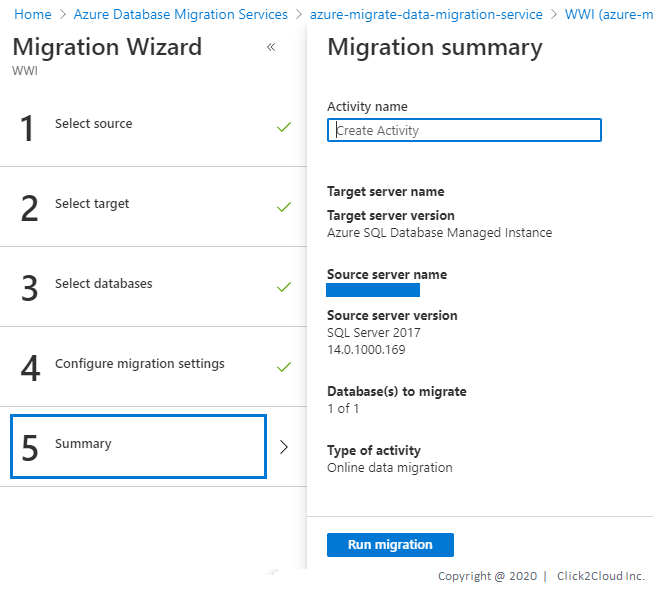 Home > Azure Database Migration Services > azure-migrate-data-migration-service > WWI (azure-m
Migration Wizard «
WWI
1 Select source
2 Select target
3 Select databases
4 Configure migration settings
5 Summary
Migration summary
Activity name
Create Activity
Target server name
Target server version
Azure SQL Database Managed Instance
Source server name
Source server version
SQL Server 2017
14.0.1000.169
Database(s) to migrate
1 of 1
Type of activity
Online data migration
Run migration
Copyright @ 2020 | Click2Cloud Inc.